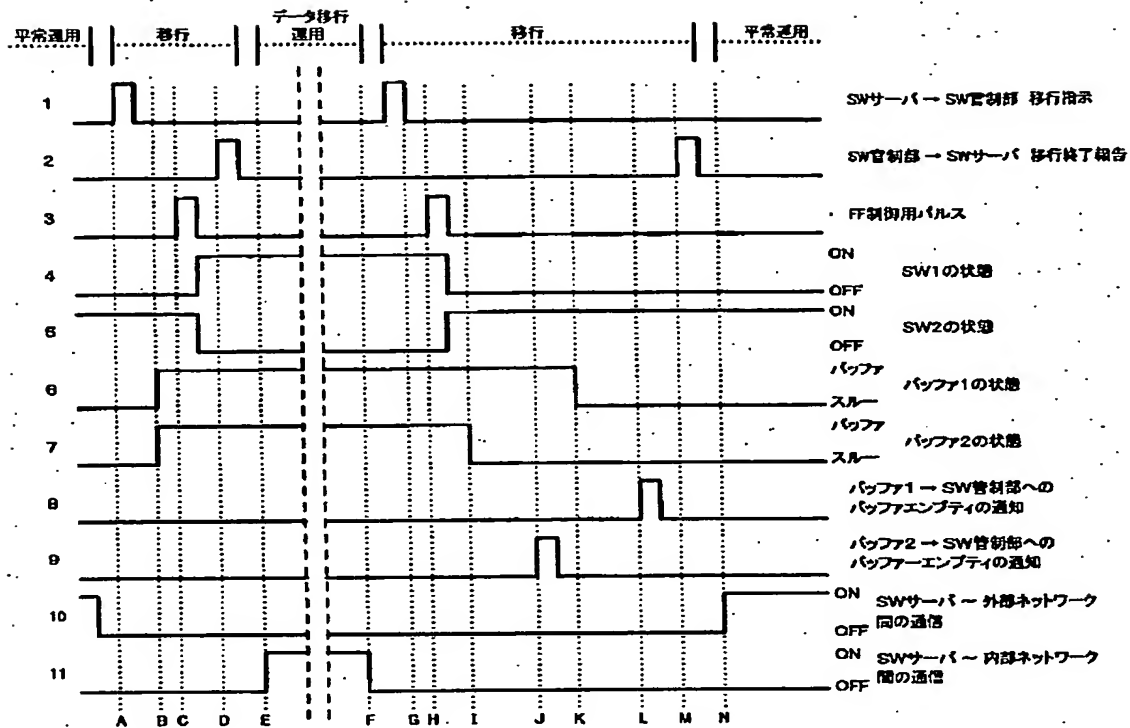 データ移行
平常運用 移行 運用 移行 平常運用
1 SWサーバ → SW官制部 移行指示
2 SW官制部 → SWサーバ 移行終了報告
3 FF制御用パルス
4 ON SW1の状態
OFF
5 ON SW2の状態
OFF
6 バッファ バッファ1の状態
スルー
7 バッファ バッファ2の状態
スルー
8 バッファ1 → SW管制部への
バッファエンプティの通知
9 バッファ2 → SW管制部への
バッファーエンプティの通知
10 ON SWサーバ ~ 外部ネットワーク
OFF 間の通信
11 ON SWサーバ ~ 内部ネットワーク
OFF 間の通信
A B C D E F G H I J K L M N